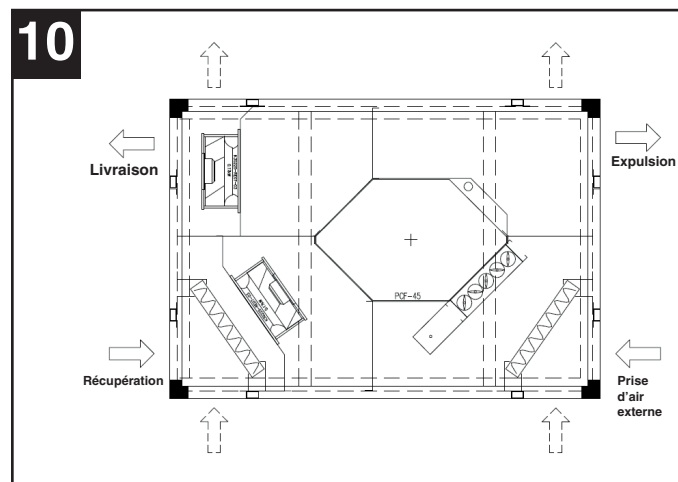 10
Livraison
Expulsion
PCF-45
Récupération
Prise
d'air
externe